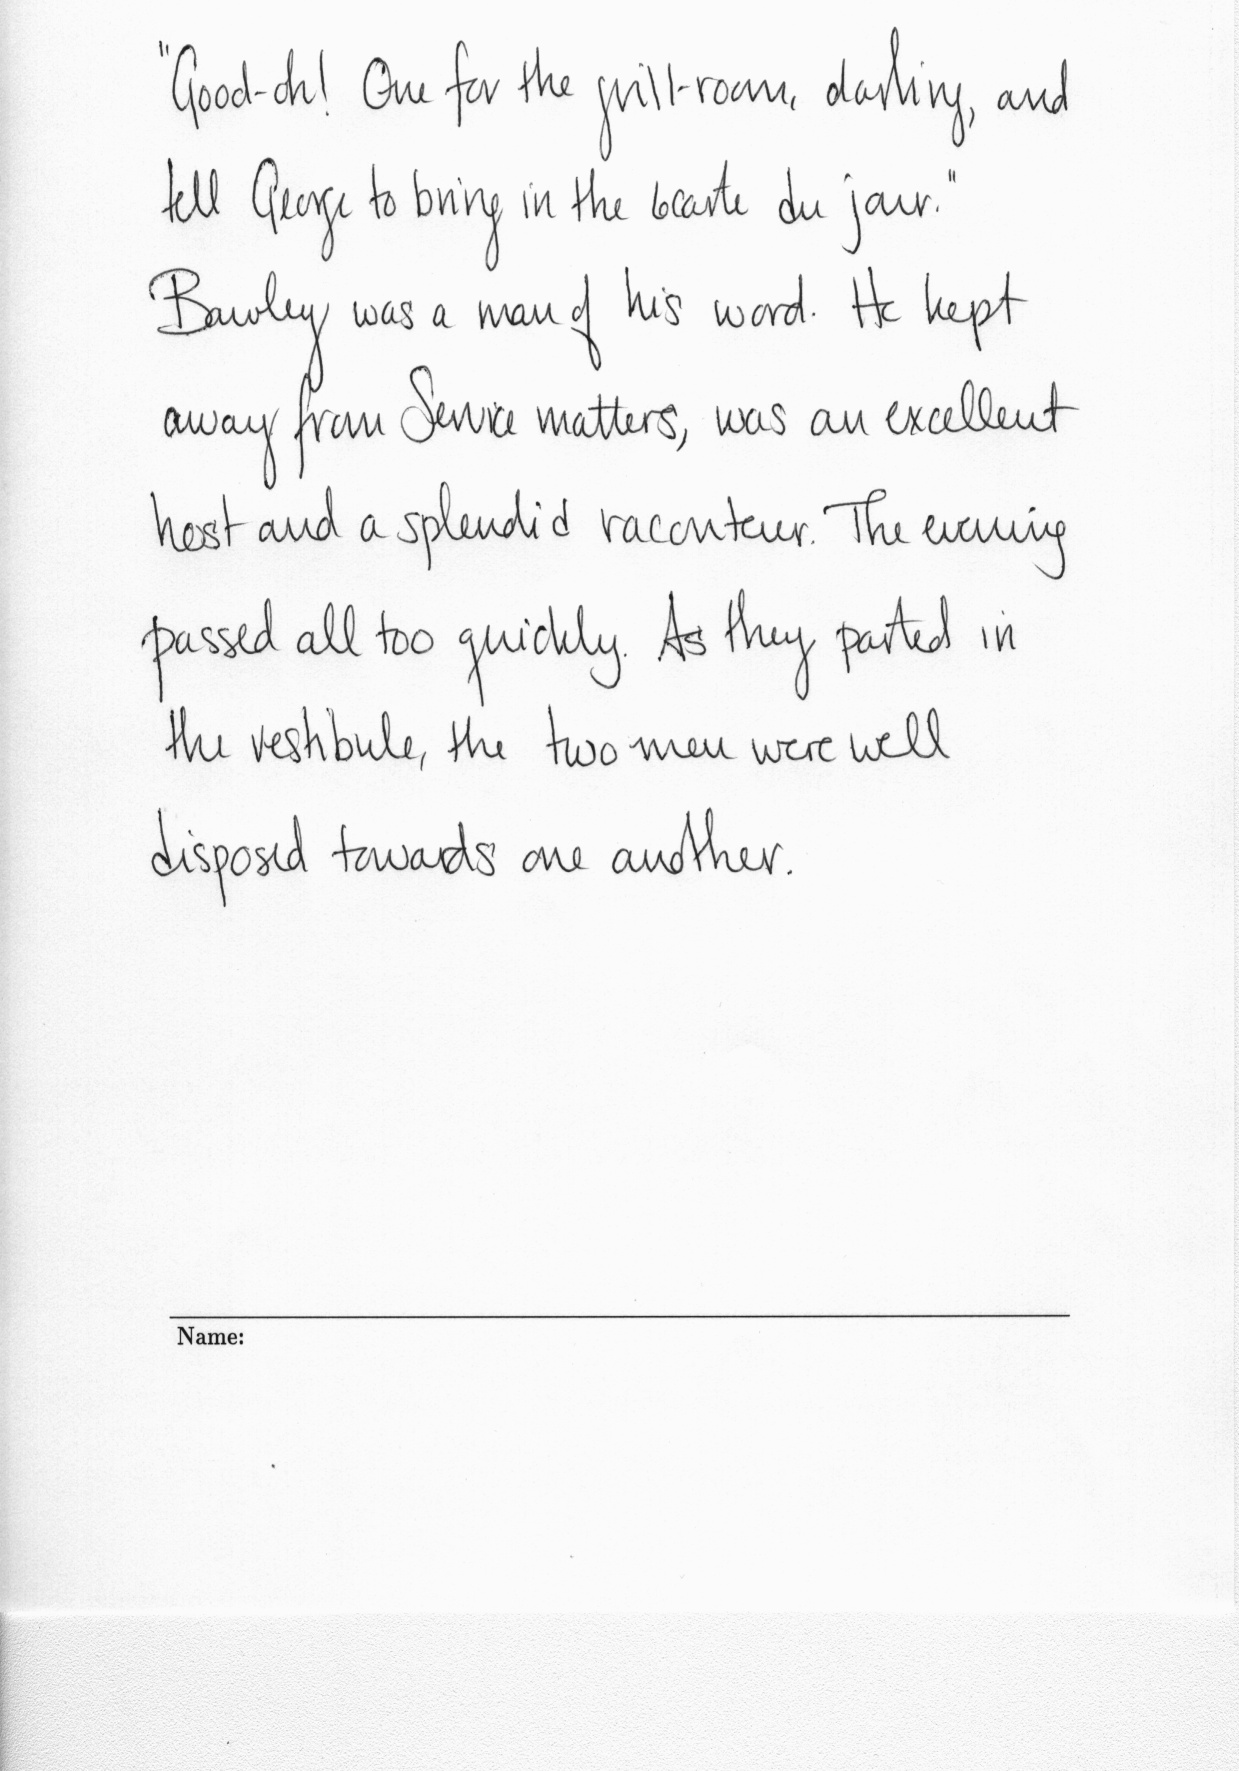 "Good-oh! One for the grill-room, darling, and
tell George to bring in the carte du jour."
Bawley was a man of his word. He kept
away from Service matters, was an excellent
host and a splendid raconteur. The evening
passed all too quickly. As they parted in
the vestibule, the two men were well
disposed towards one another.
Name: